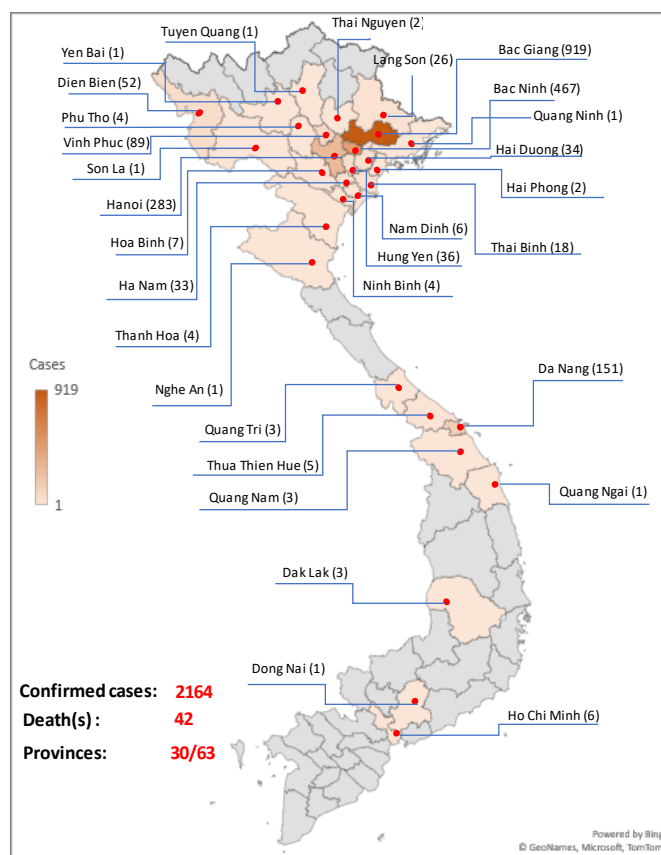 Thai Nguyen (2)
Tuyen Quang (1)
Yen Bai (1)
Lang Son (26)
Bac Giang (919)
Dien Bien (52)
Bac Ninh (467)
Phu Tho (4)
Quang Ninh (1)
Vinh Phuc (89)
Hai Duong (34)
Son La (1)
Hai Phong (2)
Hanoi (283)
Nam Dinh (6)
Hoa Binh (7)
Thai Binh (18)
Hung Yen (36)
Ha Nam (33)
Ninh Binh (4)
Thanh Hoa (4)
Cases
919
1
Nghe An (1)
Da Nang (151)
Quang Tri (3)
Thua Thien Hue (5)
Quang Nam (3)
Quang Ngai (1)
Dak Lak (3)
Dong Nai (1)
Confirmed cases: 2164
Death(s) : 42
Ho Chi Minh (6)
Provinces: 30/63
Powered by Bing
© GeoNames, Microsoft, TomTom